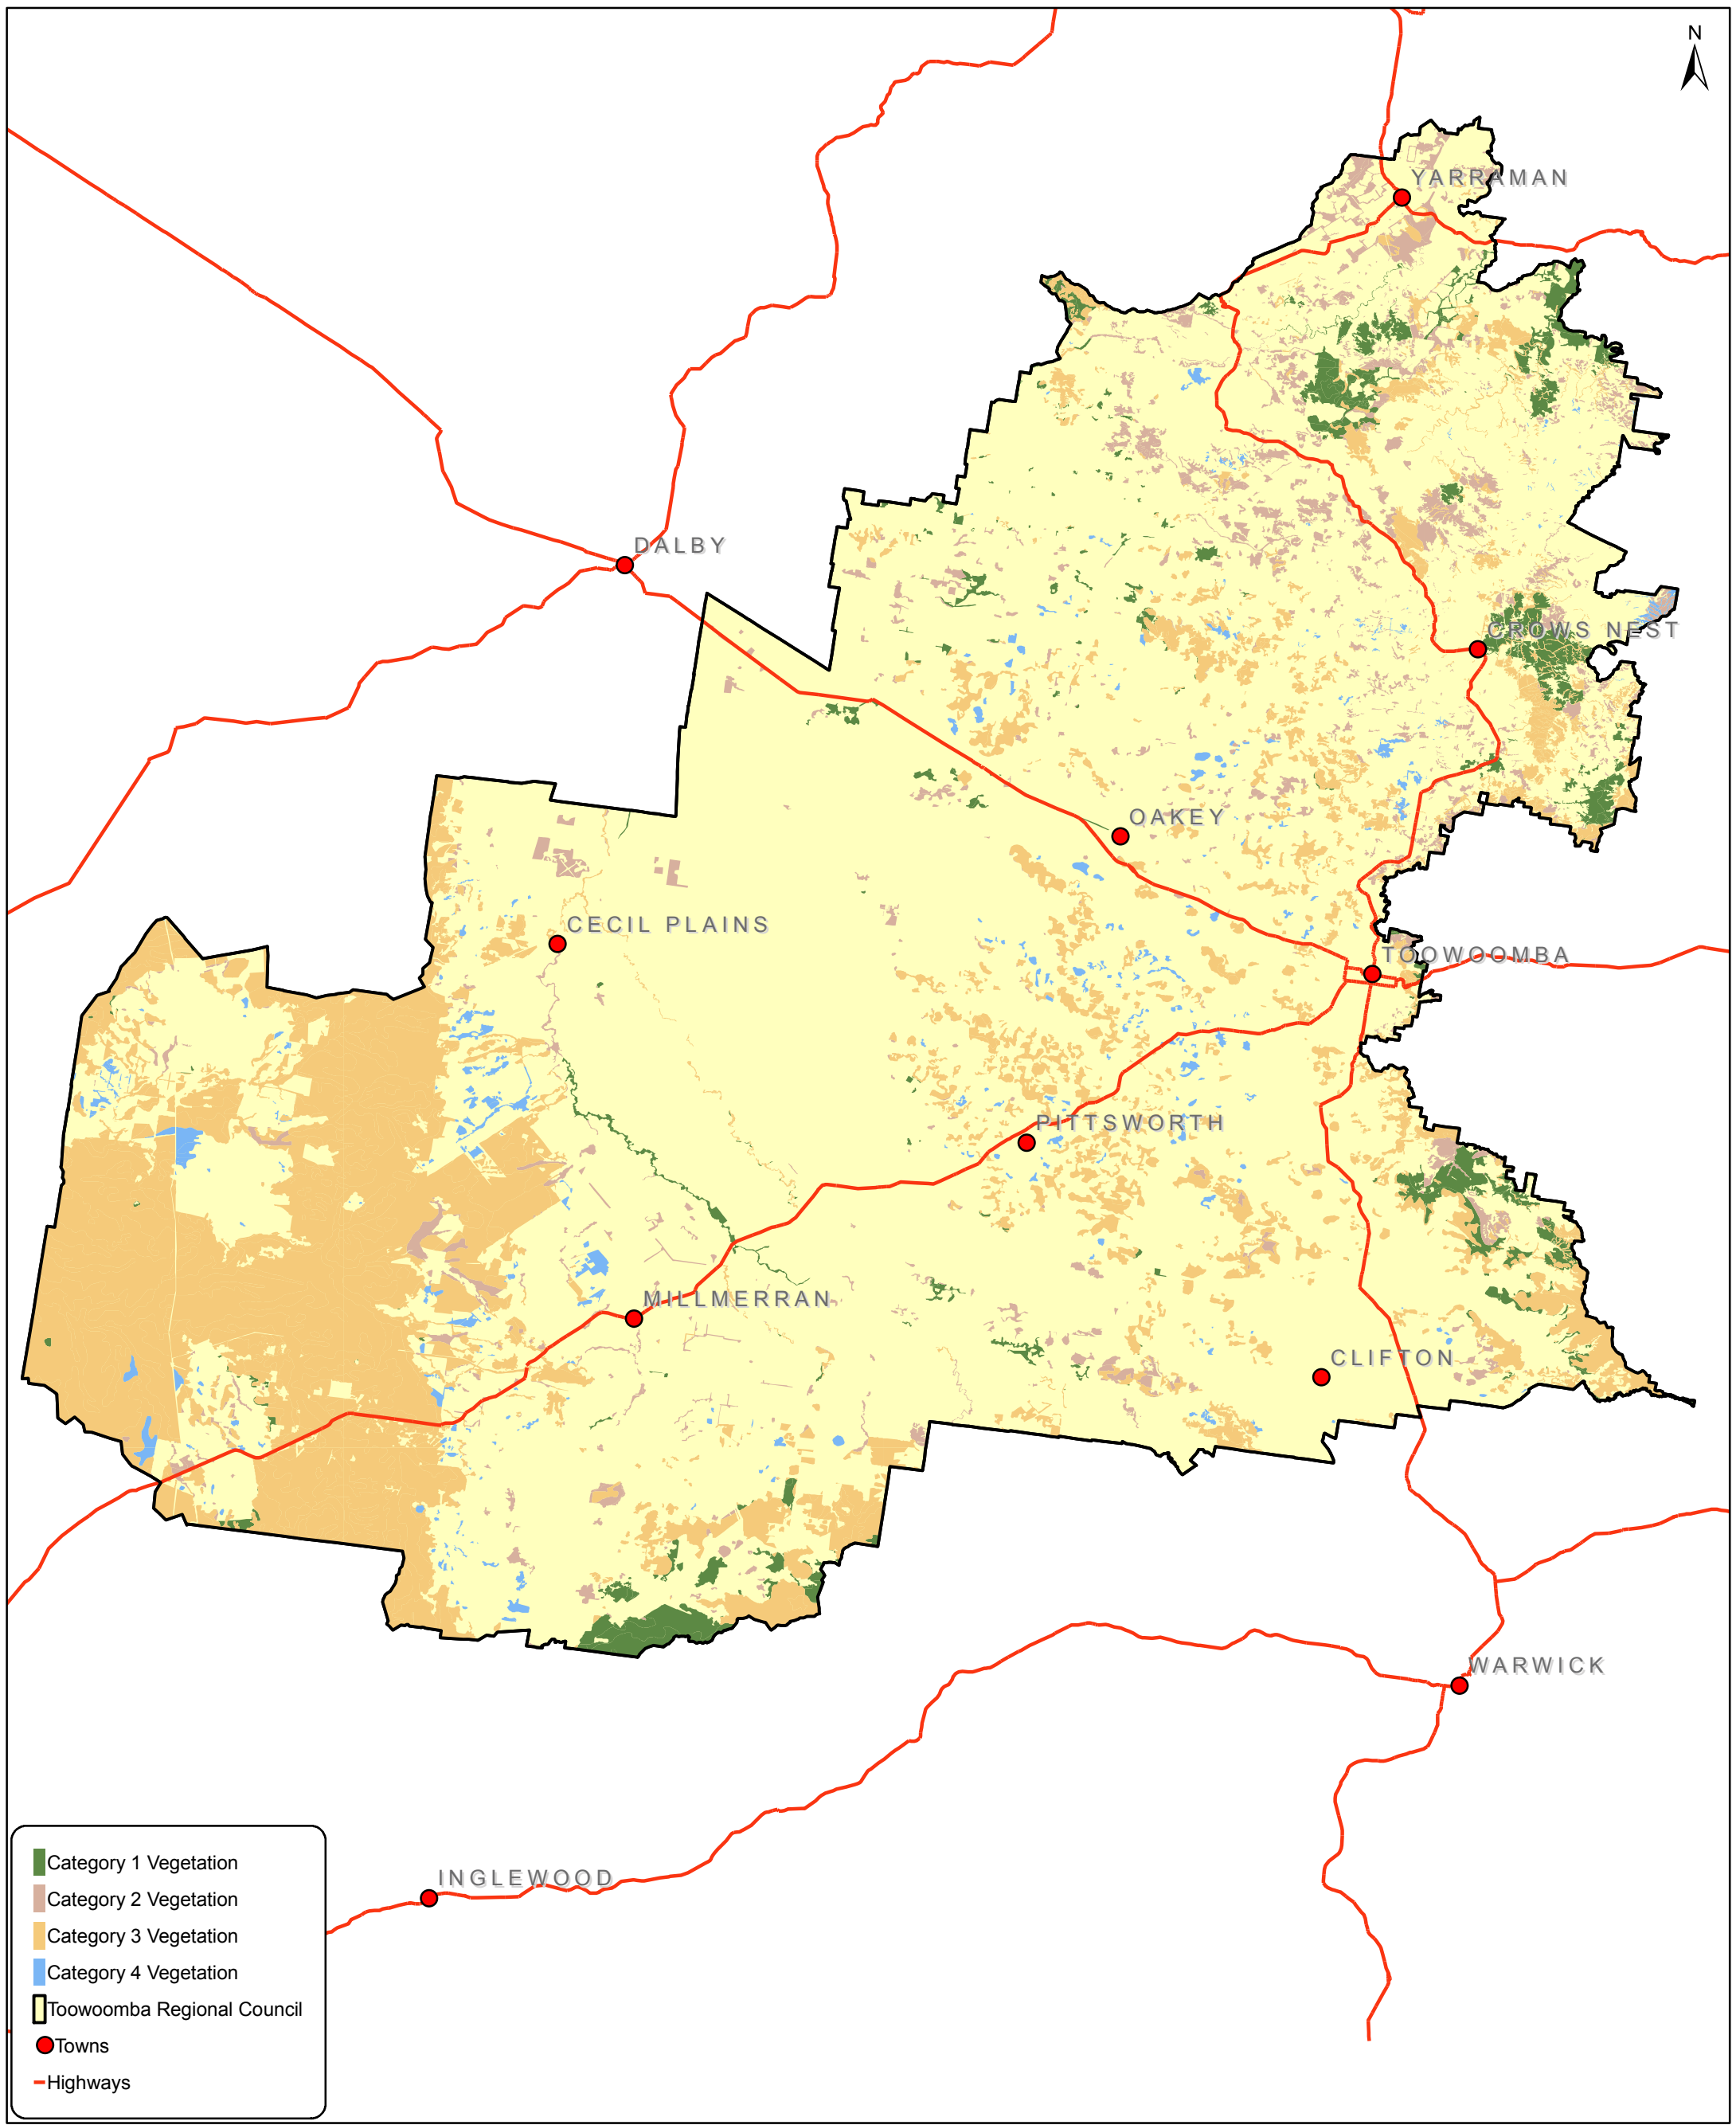 N
YARRAMAN
DALBY
CROWS NEST
OAKEY
CECIL PLAINS
TOOWOOMBA
PITTSWORTH
MILLMERRAN
CLIFTON
WARWICK
INGLEWOOD
Category 1 Vegetation
Category 2 Vegetation
Category 3 Vegetation
Category 4 Vegetation
Toowoomba Regional Council
Towns
Highways